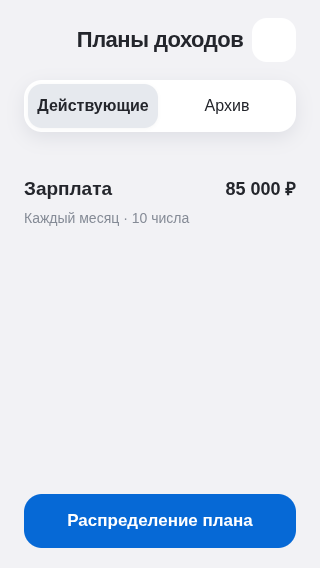 Планы доходов
Действующие
Архив
Зарплата
85 000 ₽
Каждый месяц · 10 числа
Распределение плана